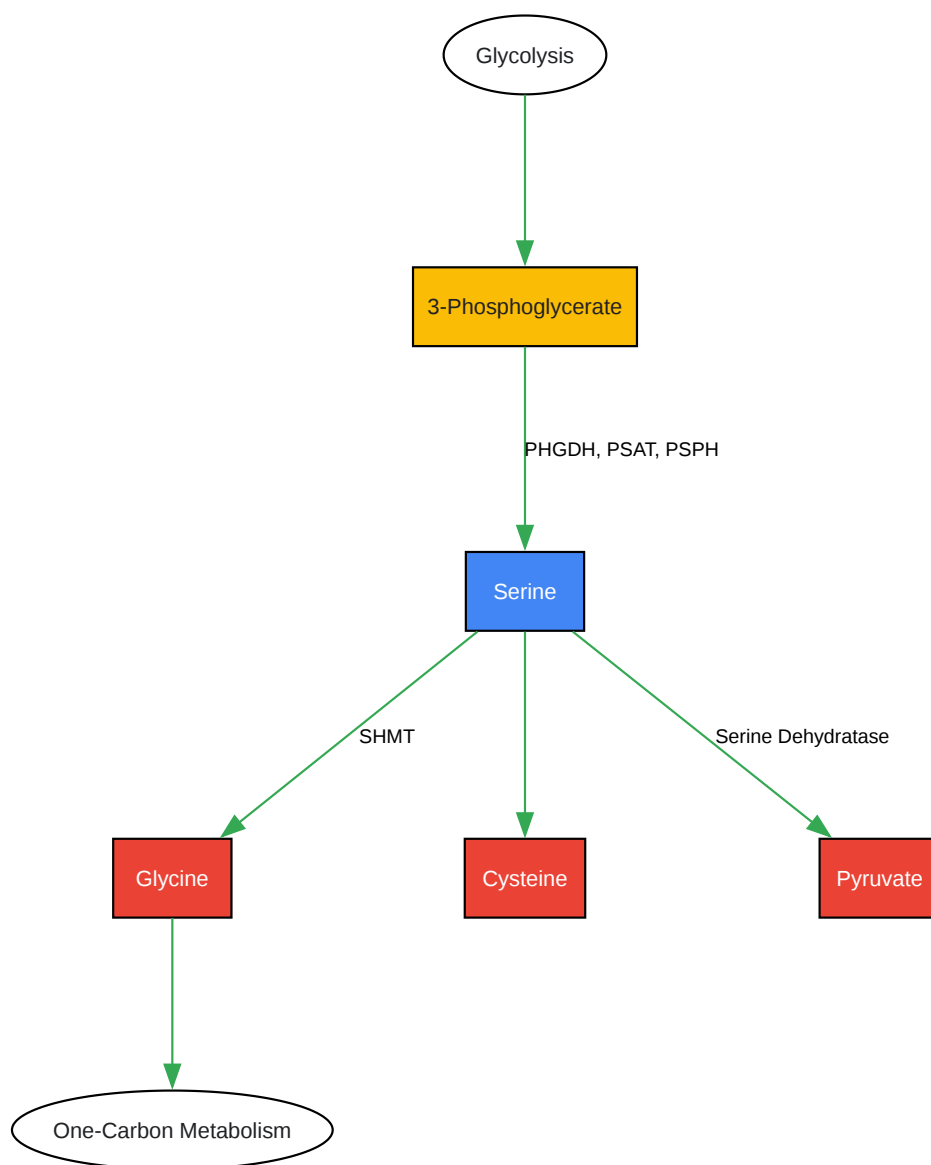 Glycolysis
3-Phosphoglycerate
PHGDH, PSAT, PSPH
Serine
SHMT
Serine Dehydratase
Glycine
Cysteine
Pyruvate
One-Carbon Metabolism